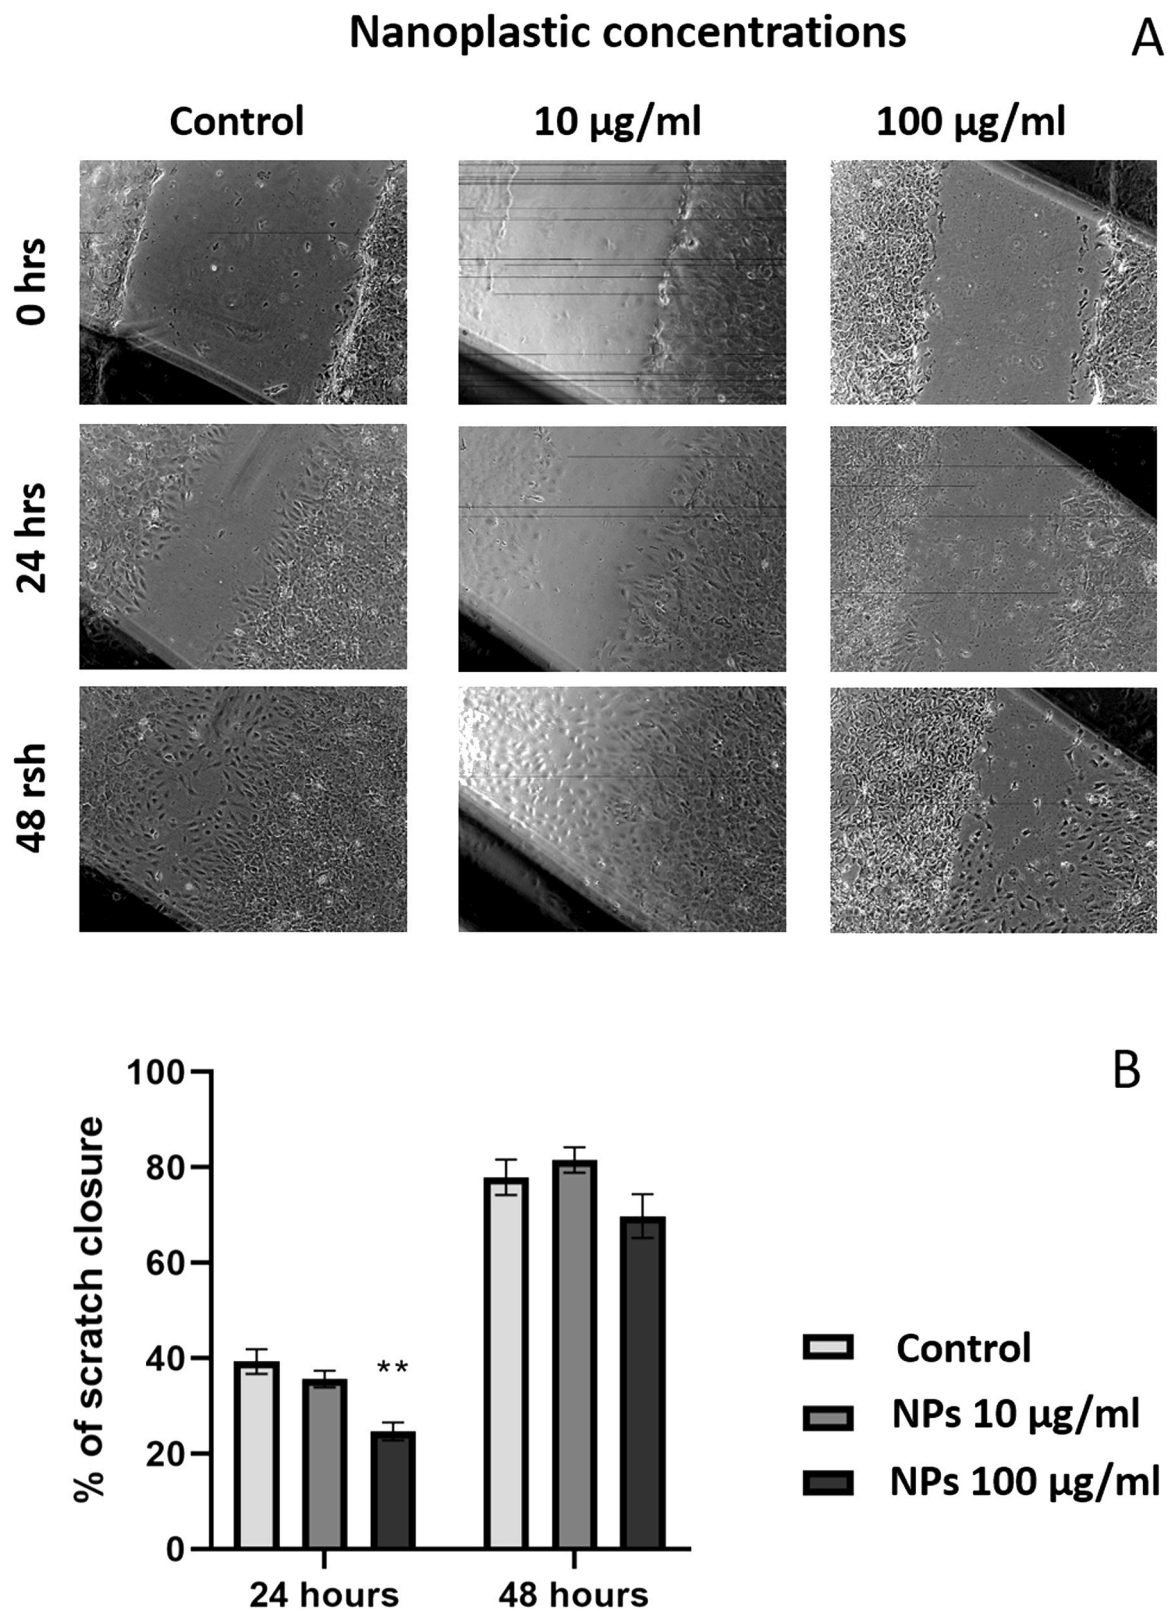 Nanoplastic concentrations
A
Control
10 µg/ml
100 µg/ml
0 hrs
24 hrs
48 rsh
B
% of scratch closure
100
80
60
40
20
0
**
24 hours
48 hours
Control
NPs 10 µg/ml
NPs 100 µg/ml